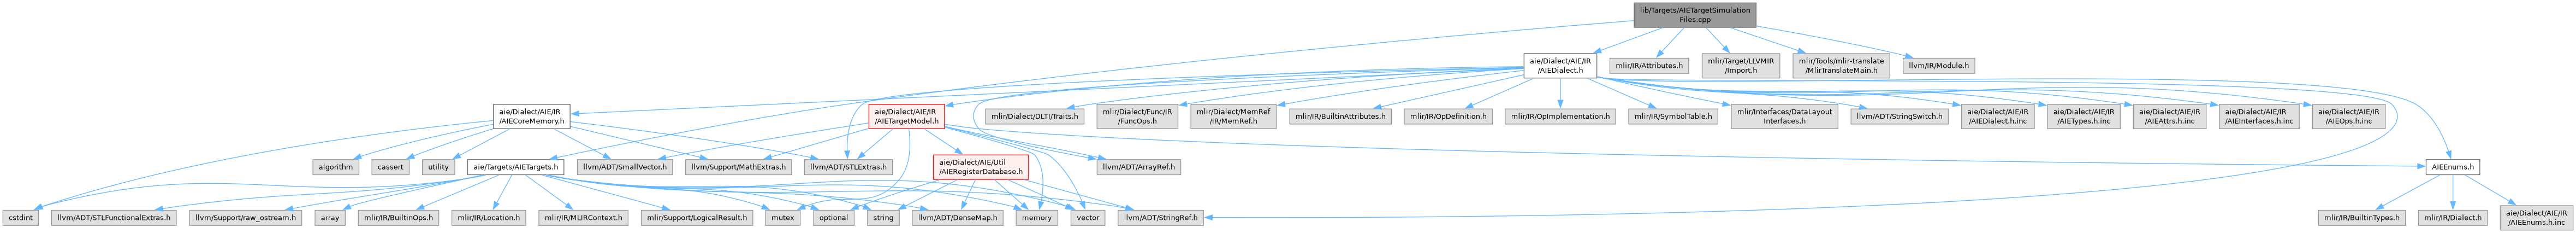 lib/Targets/AIETargetSimulation
Files.cpp
aie/Dialect/AIE/IR
/AIEDialect.h
mlir/IR/Attributes.h
mlir/Target/LLVMIR
/Import.h
mlir/Tools/mlir-translate
/MlirTranslateMain.h
llvm/IR/Module.h
aie/Dialect/AIE/IR
/AIECoreMemory.h
aie/Dialect/AIE/IR
/AIETargetModel.h
mlir/Dialect/DLTI/Traits.h
mlir/Dialect/Func/IR
/FuncOps.h
mlir/Dialect/MemRef
/IR/MemRef.h
mlir/IR/BuiltinAttributes.h
mlir/IR/OpDefinition.h
mlir/IR/OpImplementation.h
mlir/IR/SymbolTable.h
mlir/Interfaces/DataLayout
Interfaces.h
llvm/ADT/StringSwitch.h
aie/Dialect/AIE/IR
/AIEDialect.h.inc
aie/Dialect/AIE/IR
/AIETypes.h.inc
aie/Dialect/AIE/IR
/AIEAttrs.h.inc
aie/Dialect/AIE/IR
/AIEInterfaces.h.inc
aie/Dialect/AIE/IR
/AIEOps.h.inc
algorithm
cassert
utility
aie/Targets/AIETargets.h
llvm/ADT/SmallVector.h
llvm/Support/MathExtras.h
llvm/ADT/STLExtras.h
aie/Dialect/AIE/Util
/AIERegisterDatabase.h
llvm/ADT/ArrayRef.h
AIEEnums.h
cstdint
llvm/ADT/STLFunctionalExtras.h
llvm/Support/raw_ostream.h
array
mlir/IR/BuiltinOps.h
mlir/IR/Location.h
mlir/IR/MLIRContext.h
mlir/Support/LogicalResult.h
mutex
optional
string
llvm/ADT/DenseMap.h
memory
vector
llvm/ADT/StringRef.h
mlir/IR/BuiltinTypes.h
mlir/IR/Dialect.h
aie/Dialect/AIE/IR
/AIEEnums.h.inc